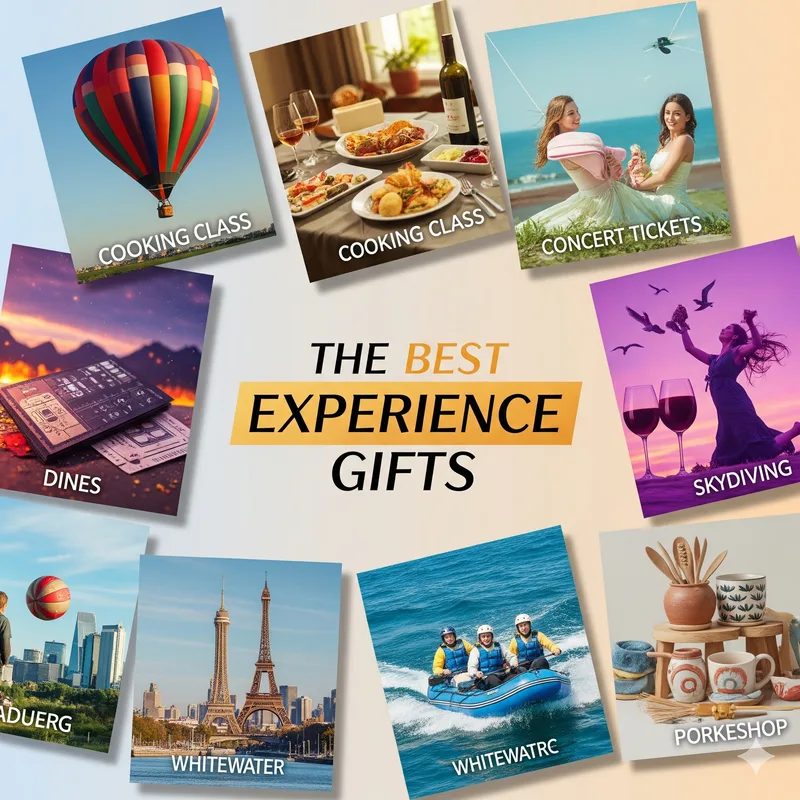 COOKING CLASS
COOKING CLASS
CONCERT TICKETS
THE BEST
EXPERIENCE
GIFTS
DINES
SKYDIVING
ADUERG
WHITEWATER
WHITEWATRC
PORKESHOP